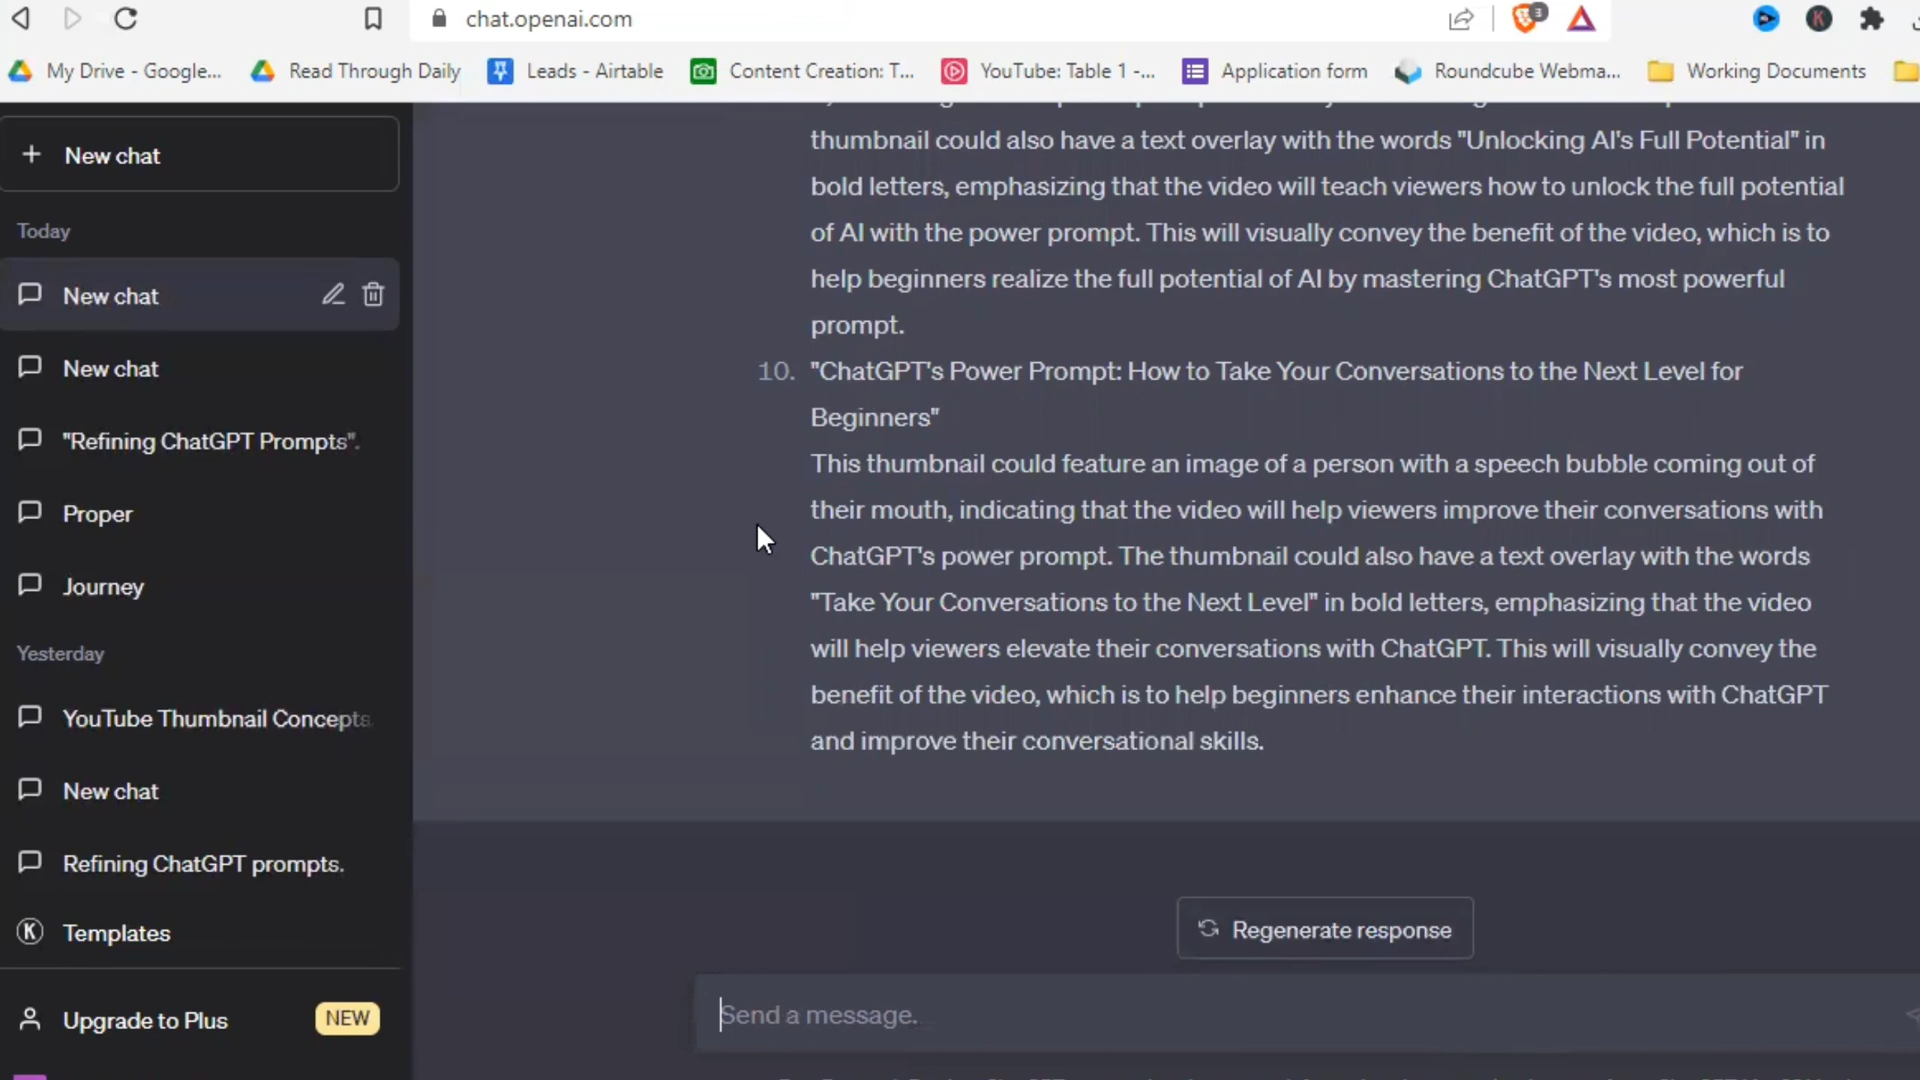 chat.openai.com
3
K
My Drive - Google...
Read Through Daily
Leads - Airtable
Content Creation: T...
YouTube: Table 1 -...
Application form
Roundcube Webma...
Working Documents
+ New chat
Today
New chat
New chat
"Refining ChatGPT Prompts".
Proper
Journey
Yesterday
YouTube Thumbnail Concepts
New chat
Refining ChatGPT prompts.
K Templates
Upgrade to Plus NEW
thumbnail could also have a text overlay with the words "Unlocking AI's Full Potential" in
bold letters, emphasizing that the video will teach viewers how to unlock the full potential
of AI with the power prompt. This will visually convey the benefit of the video, which is to
help beginners realize the full potential of AI by mastering ChatGPT's most powerful
prompt.
10. "ChatGPT's Power Prompt: How to Take Your Conversations to the Next Level for
Beginners"
This thumbnail could feature an image of a person with a speech bubble coming out of
their mouth, indicating that the video will help viewers improve their conversations with
ChatGPT's power prompt. The thumbnail could also have a text overlay with the words
"Take Your Conversations to the Next Level" in bold letters, emphasizing that the video
will help viewers elevate their conversations with ChatGPT. This will visually convey the
benefit of the video, which is to help beginners enhance their interactions with ChatGPT
and improve their conversational skills.
Regenerate response
Send a message.